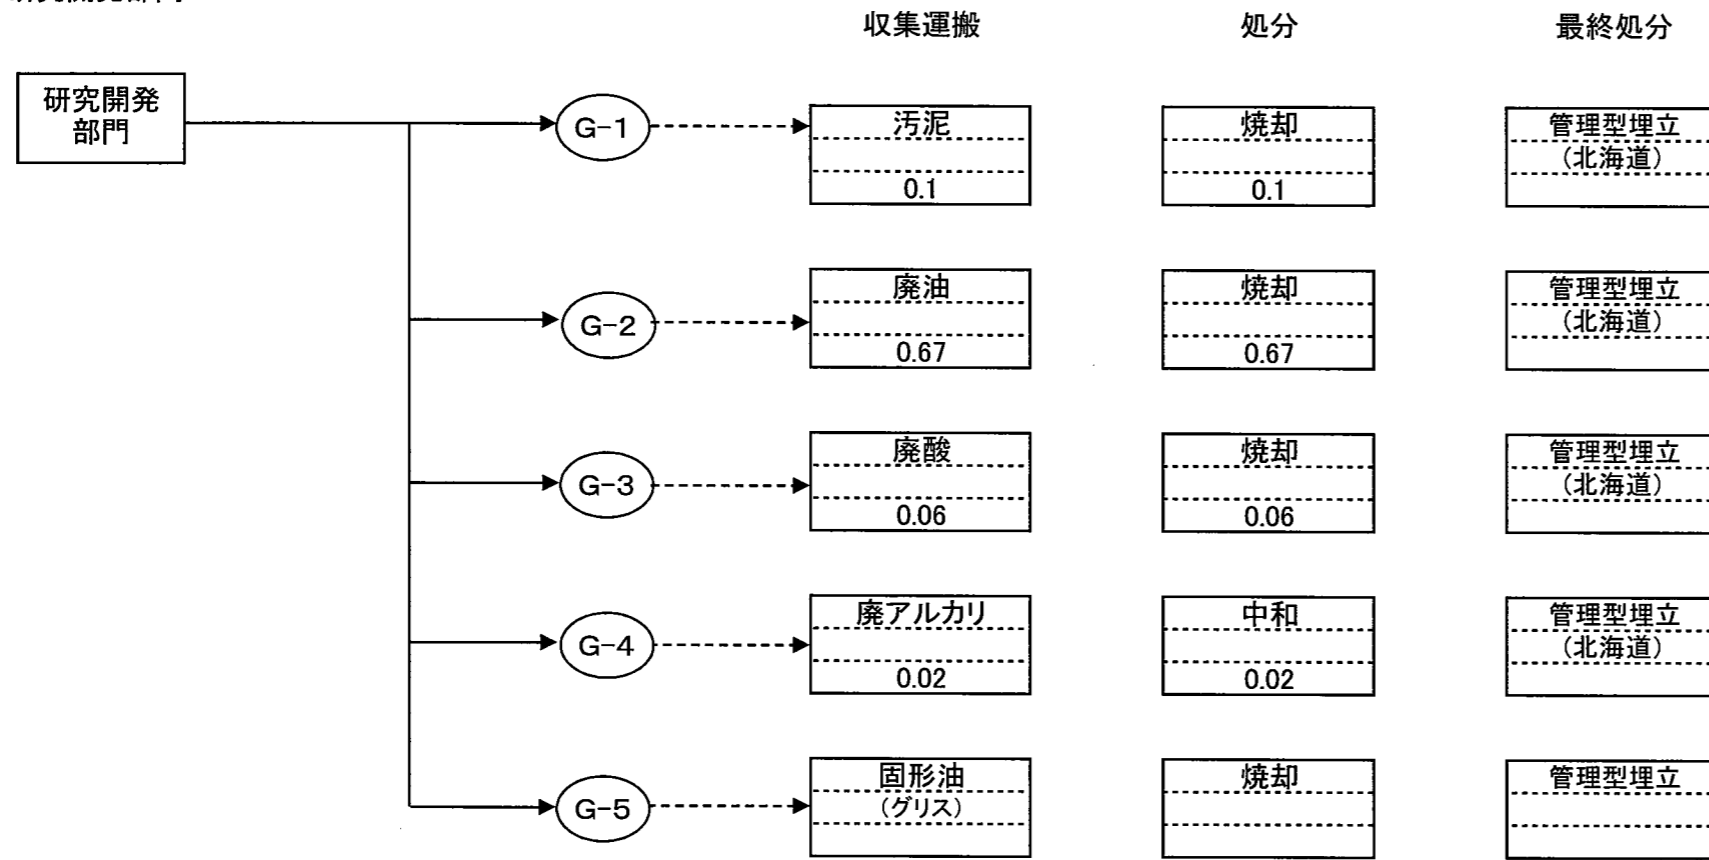 収集運搬 処分 最終処分
研究開発
部門
G-1
汚泥 焼却 管理型埋立
(北海道)
0.1 0.1
G-2
廃油 焼却 管理型埋立
(北海道)
0.67 0.67
G-3
廃酸 焼却 管理型埋立
(北海道)
0.06 0.06
G-4
廃アルカリ 中和 管理型埋立
(北海道)
0.02 0.02
G-5
固形油 焼却 管理型埋立
(グリス)